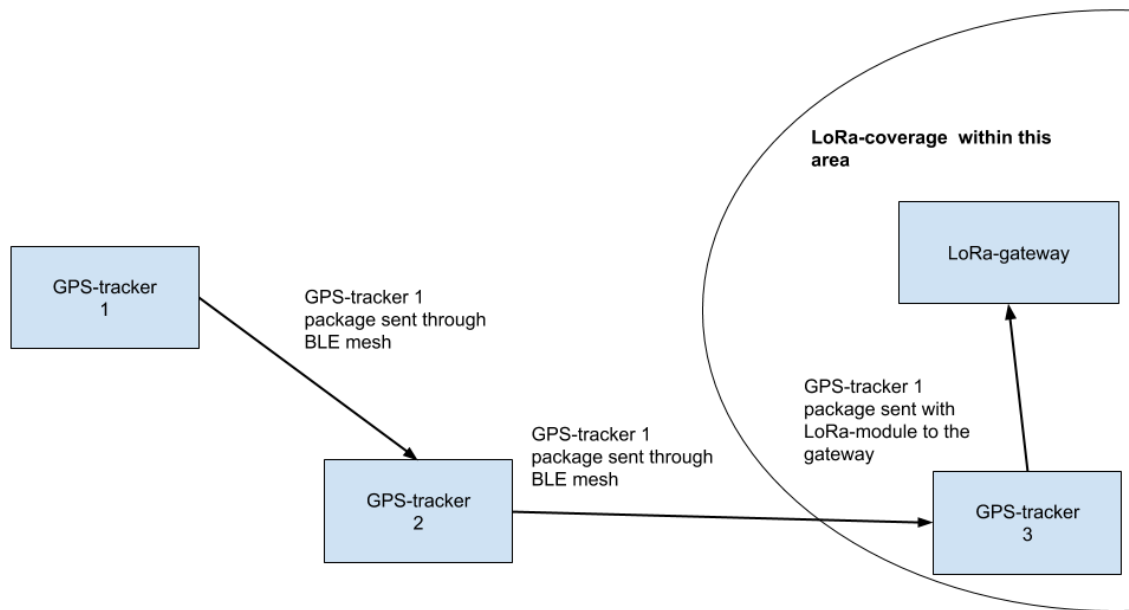 LoRa-coverage  within this
area
LoRa-gateway
GPS-tracker
1
GPS-tracker 1
package sent through
BLE mesh
GPS-tracker 1
package sent with
LoRa-module to the
gateway
GPS-tracker 1
package sent through
BLE mesh
GPS-tracker
2
GPS-tracker
3